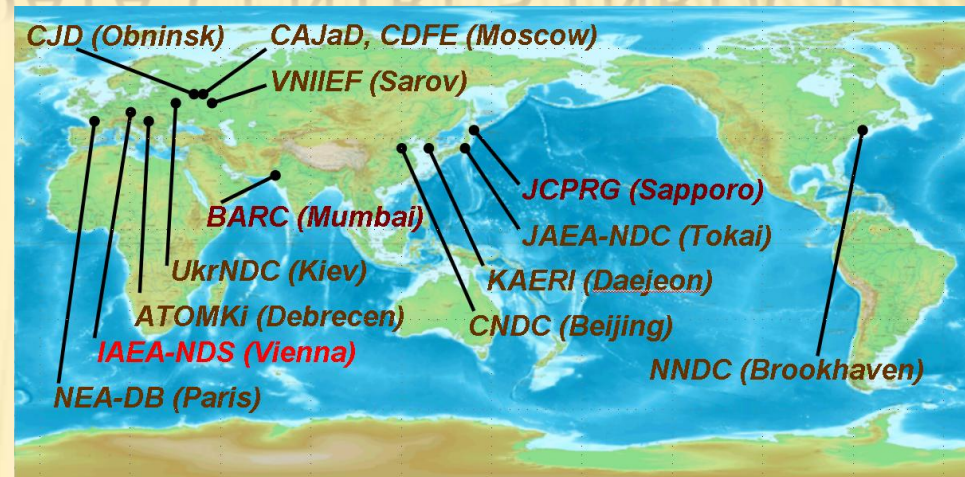 CJD (Obninsk)
CAJaD, CDFE (Moscow)
VNIIEF (Sarov)
BARC (Mumbai)
JCPRG (Sapporo)
JAEA-NDC (Tokai)
UkrNDC (Kiev)
KAERI (Daejeon)
ATOMKi (Debrecen)
CNDC (Beijing)
IAEA-NDS (Vienna)
NNDC (Brookhaven)
NEA-DB (Paris)